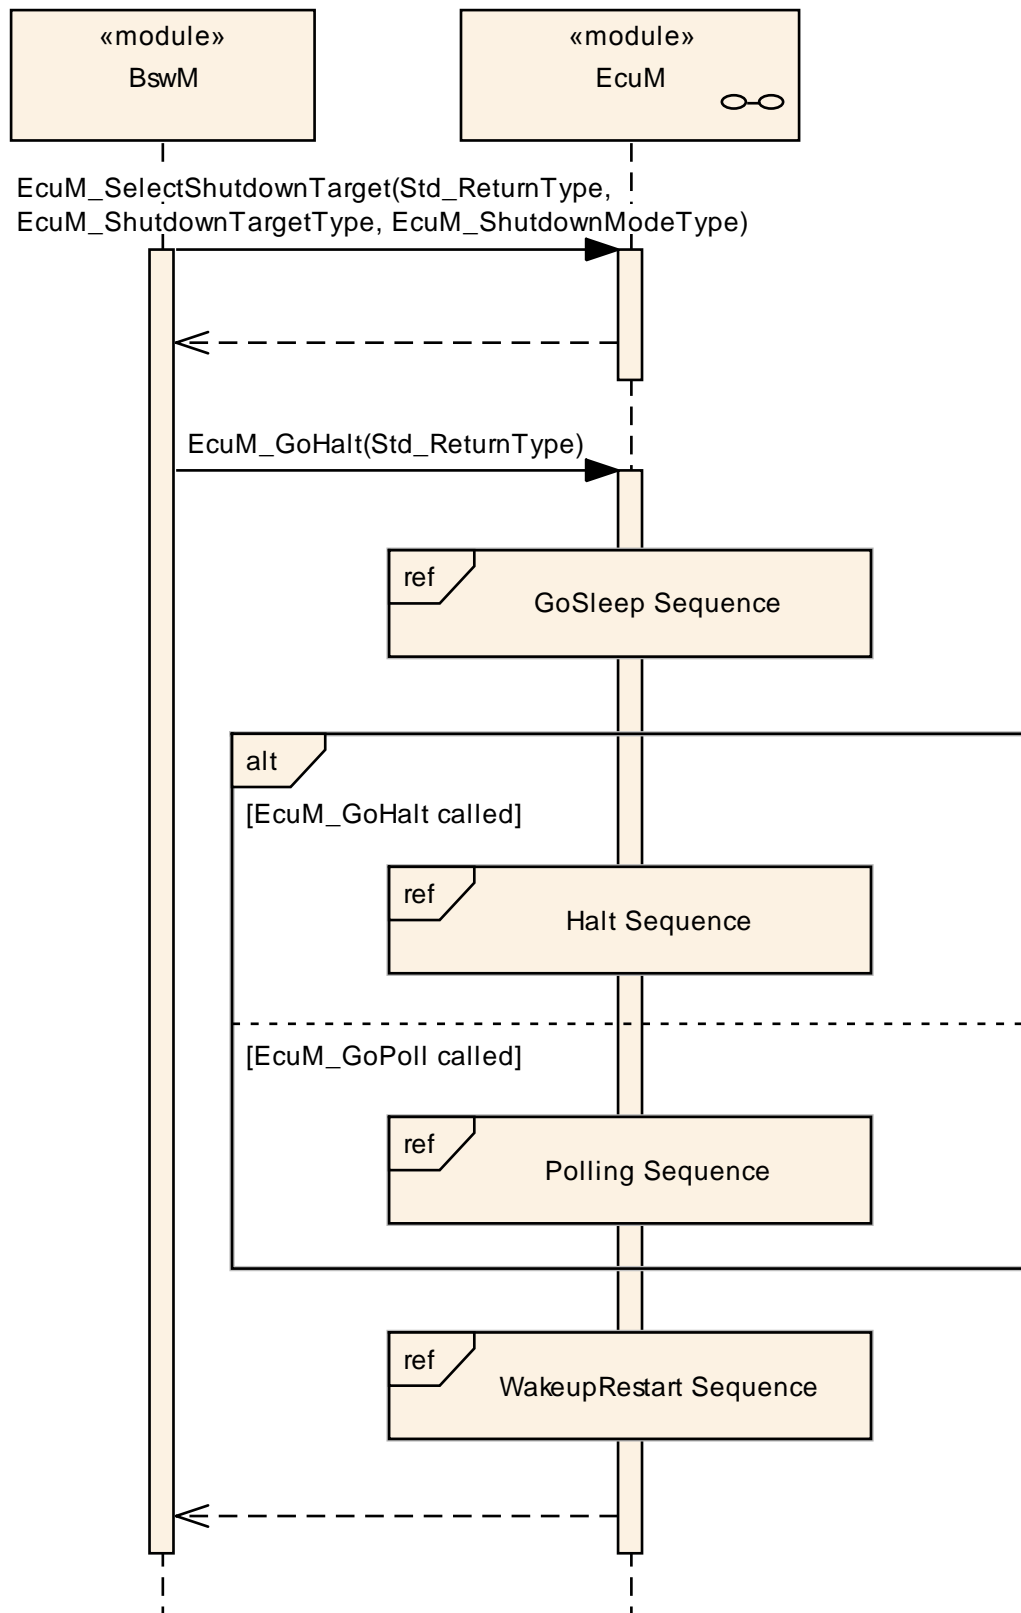 «module»
BswM
«module»
EcuM
EcuM_SelectShutdownTarget(Std_ReturnType,
EcuM_ShutdownTargetType, EcuM_ShutdownModeType)
EcuM_GoHalt(Std_ReturnType)
ref
GoSleep Sequence
alt
[EcuM_GoHalt called]
ref
Halt Sequence
[EcuM_GoPoll called]
ref
Polling Sequence
ref
WakeupRestart Sequence